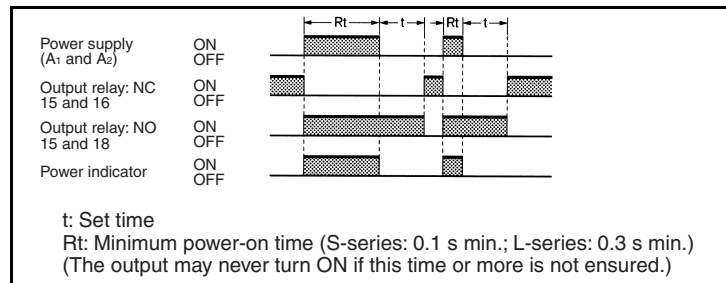 Rt t Rt t
Power supply ON
(A1 and A2) OFF
Output relay: NC ON
15 and 16 OFF
Output relay: NO ON
15 and 18 OFF
Power indicator ON
OFF
t: Set time
Rt: Minimum power-on time (S-series: 0.1 s min.; L-series: 0.3 s min.)
(The output may never turn ON if this time or more is not ensured.)